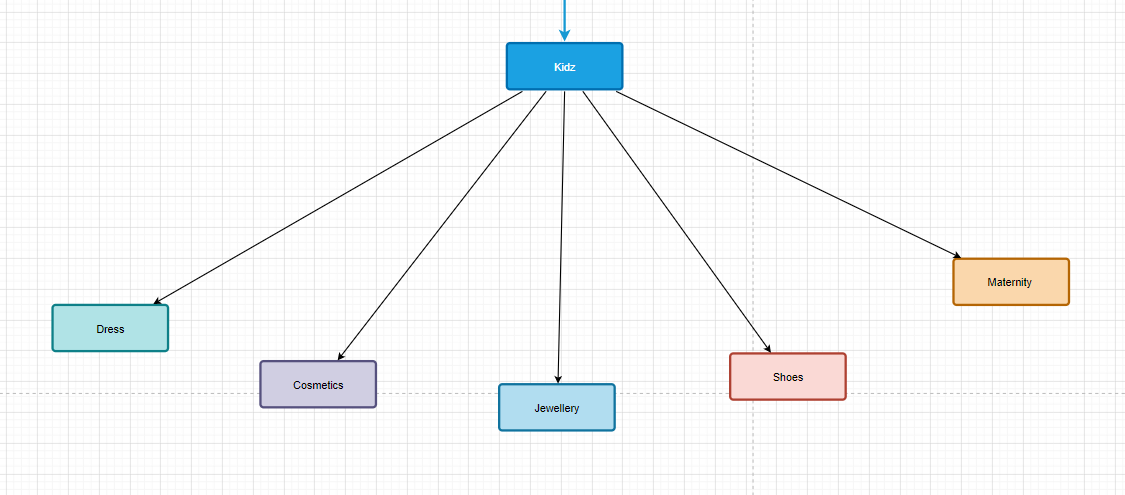 Kidz
Dress
Cosmetics
Jewellery
Shoes
Maternity